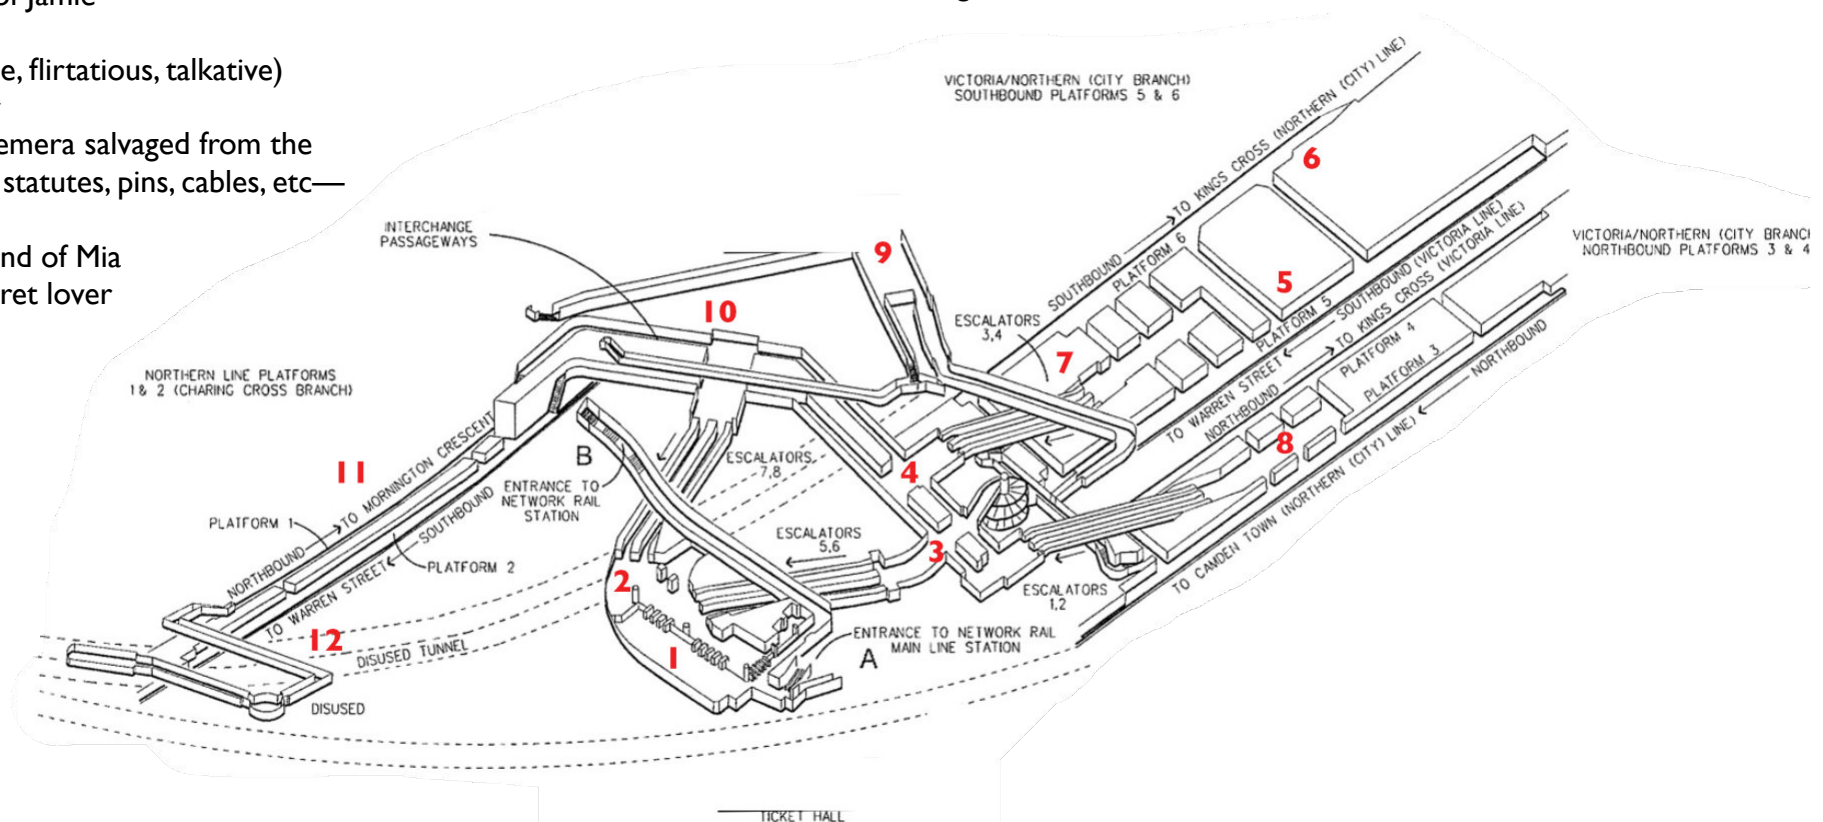 of Jamie
e, flirtatious, talkative)
emera salvaged from the
statutes, pins, cables, etc—
nd of Mia
ret lover
VICTORIA/NORTHERN (CITY BRANCH)
SOUTHBOUND PLATFORMS 5 & 6
TO KINGS CROSS (NORTHERN (CITY) LINE)
6
INTERCHANGE
PASSAGEWAYS
9
SOUTHBOUND
PLATFORM 6
5
SOUTHBOUND (VICTORIA LINE)
TO KINGS CROSS (VICTORIA LINE)
VICTORIA/NORTHERN (CITY BRANC
NORTHBOUND PLATFORMS 3 & 4
10
ESCALATORS
3,4
7
PLATFORM 5
PLATFORM 4
PLATFORM 3
NORTHBOUND
NORTHERN LINE PLATFORMS
1 & 2 (CHARING CROSS BRANCH)
TO WARREN STREET
NORTHBOUND
8
11
TO MORNINGTON CRESCENT
B
ESCALATORS
7,8
4
ENTRANCE TO
NETWORK RAIL
STATION
PLATFORM 1
SOUTHBOUND
NORTHBOUND
PLATFORM 2
TO WARREN STREET
ESCALATORS
5,6
3
2
ESCALATORS
1,2
TO CAMDEN TOWN (NORTHERN (CITY) LINE)
12
DISUSED TUNNEL
1
ENTRANCE TO NETWORK RAIL
MAIN LINE STATION
A
DISUSED
TICKET HALL